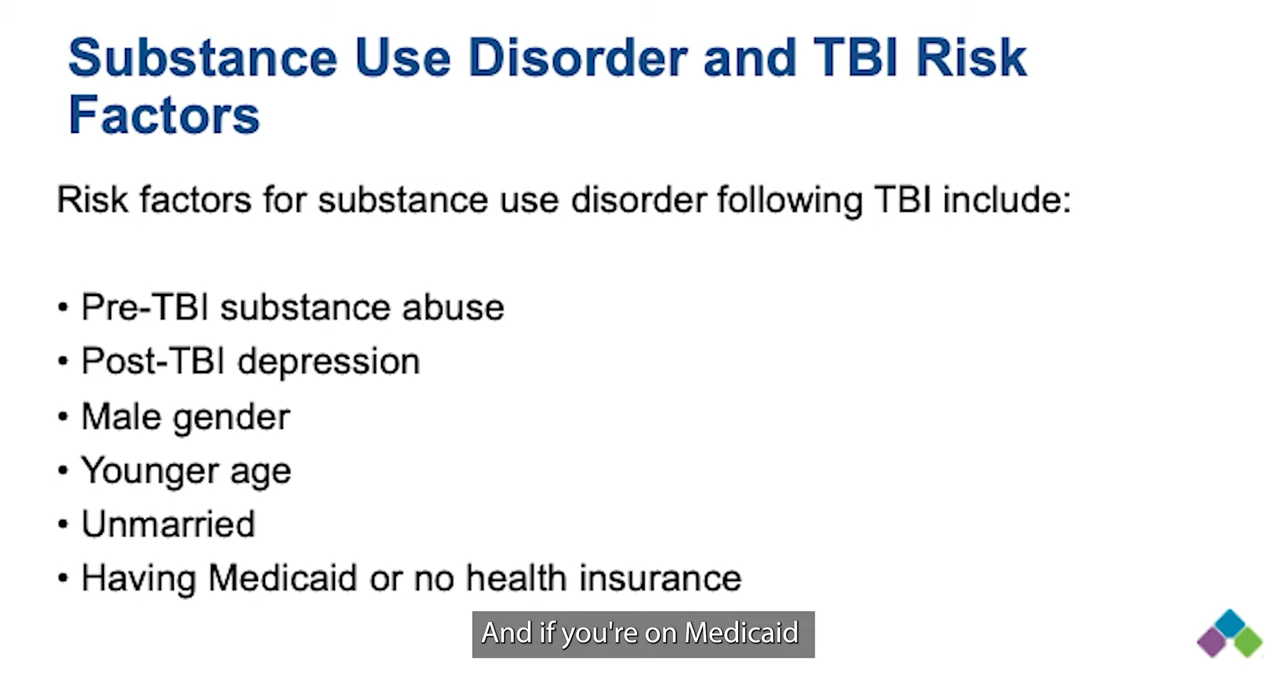 Substance Use Disorder and TBI Risk
Factors
Risk factors for substance use disorder following TBI include:
• Pre-TBI substance abuse
• Post-TBI depression
• Male gender
• Younger age
• Unmarried
• Having Medicaid or no health insurance
And if you're on Medicaid